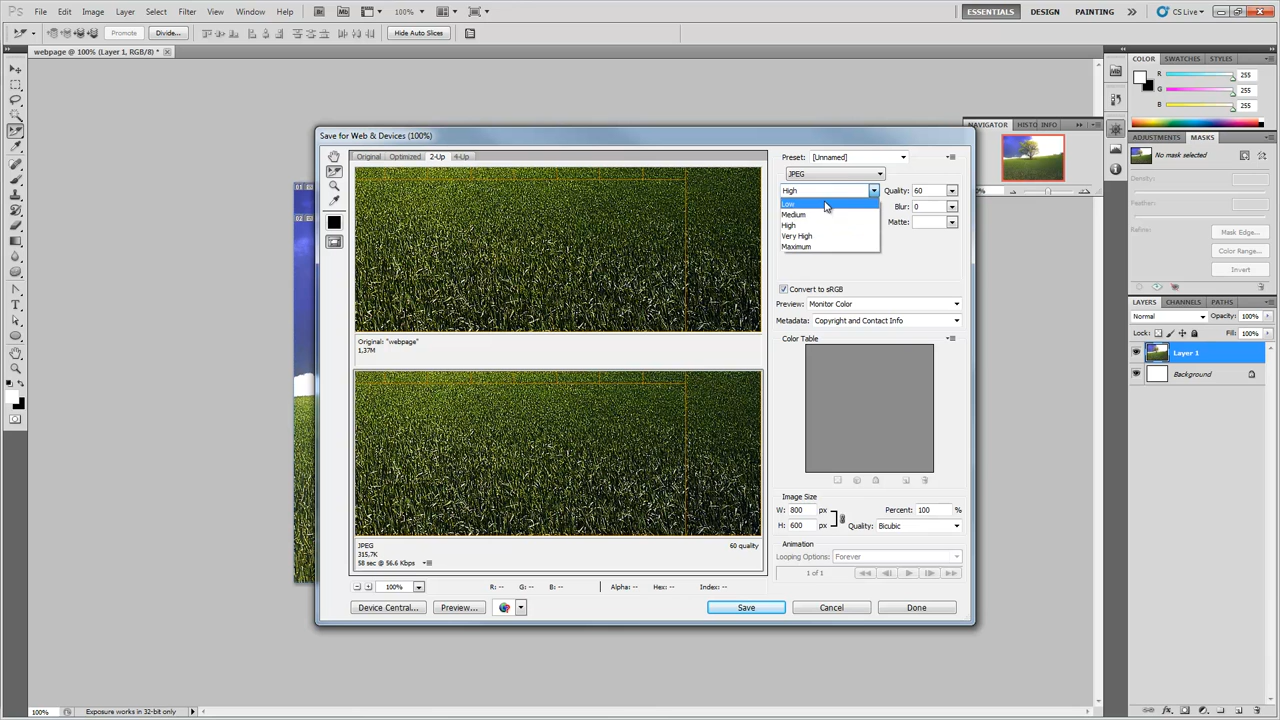 Ps File Edit Image Layer Select Filter Analysis 3D View Window Help Br Mb 100% ESSENTIALS DESIGN PAINTING CS Live
Promote Divide... Hide Auto Slices
webpage @ 100% (Layer 1, RGB/8) *
COLOR SWATCHES STYLES
R 255
G 255
B 255
NAVIGATOR HISTO INFO
ADJUSTMENTS MASKS
No mask selected
Density:
Feather:
Refine: Mask Edge...
Color Range...
Invert
LAYERS CHANNELS PATHS
Normal Opacity: 100%
Lock: Fill: 100%
Layer 1
Background
01
02
Save for Web & Devices (100%)
Original Optimized 2-Up 4-Up
Original: "webpage"
1.37M
JPEG 60 quality
315.7K
58 sec @ 56.6 Kbps
100% R: -- G: -- B: -- Alpha: -- Hex: -- Index: --
Device Central... Preview... Save Cancel Done
Preset: [Unnamed]
JPEG
High Quality: 60
Low
Medium
High
Very High
Maximum
Blur: 0
Matte:
Convert to sRGB
Preview: Monitor Color
Metadata: Copyright and Contact Info
Color Table
Image Size
W: 800 px Percent: 100 %
H: 600 px Quality: Bicubic
Animation
Looping Options: Forever
1 of 1
100% Exposure works in 32-bit only